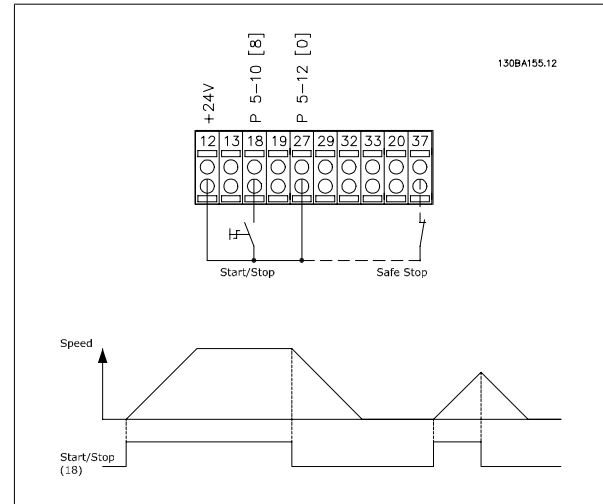 130BA155.12
+24V
P 5-10 [8]
P 5-12 [0]
12 13 18 19 27 29 32 33 20 37
Start/Stop
Safe Stop
Speed
Start/Stop
(18)